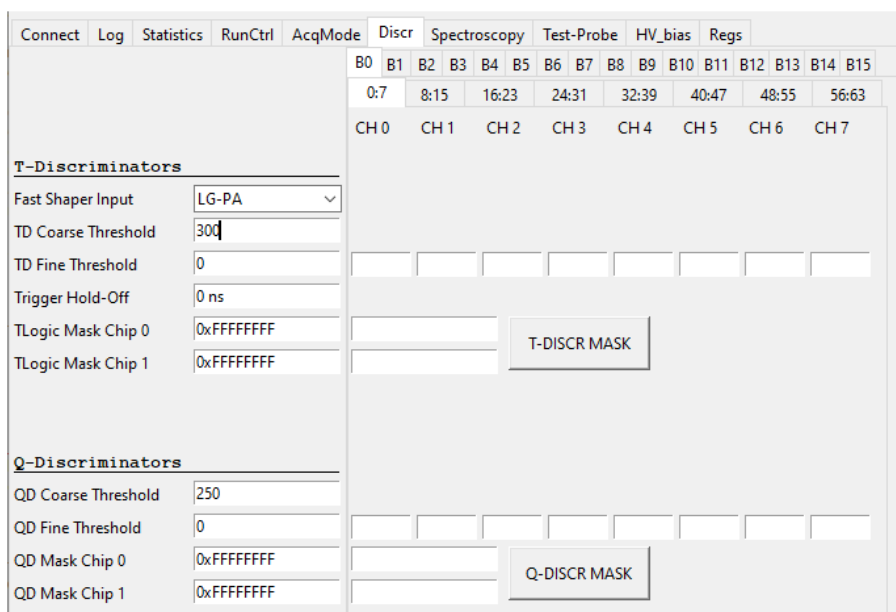 Connect Log Statistics RunCtrl AcqMode Discr Spectroscopy Test-Probe HV_bias Regs
B0 B1 B2 B3 B4 B5 B6 B7 B8 B9 B10 B11 B12 B13 B14 B15
0:7 8:15 16:23 24:31 32:39 40:47 48:55 56:63
CH 0 CH 1 CH 2 CH 3 CH 4 CH 5 CH 6 CH 7
T-Discriminators
Fast Shaper Input LG-PA
TD Coarse Threshold 300
TD Fine Threshold 0
Trigger Hold-Off 0 ns
TLogic Mask Chip 0 0xFFFFFFFF
T-DISCR MASK
TLogic Mask Chip 1 0xFFFFFFFF
Q-Discriminators
QD Coarse Threshold 250
QD Fine Threshold 0
QD Mask Chip 0 0xFFFFFFFF
Q-DISCR MASK
QD Mask Chip 1 0xFFFFFFFF